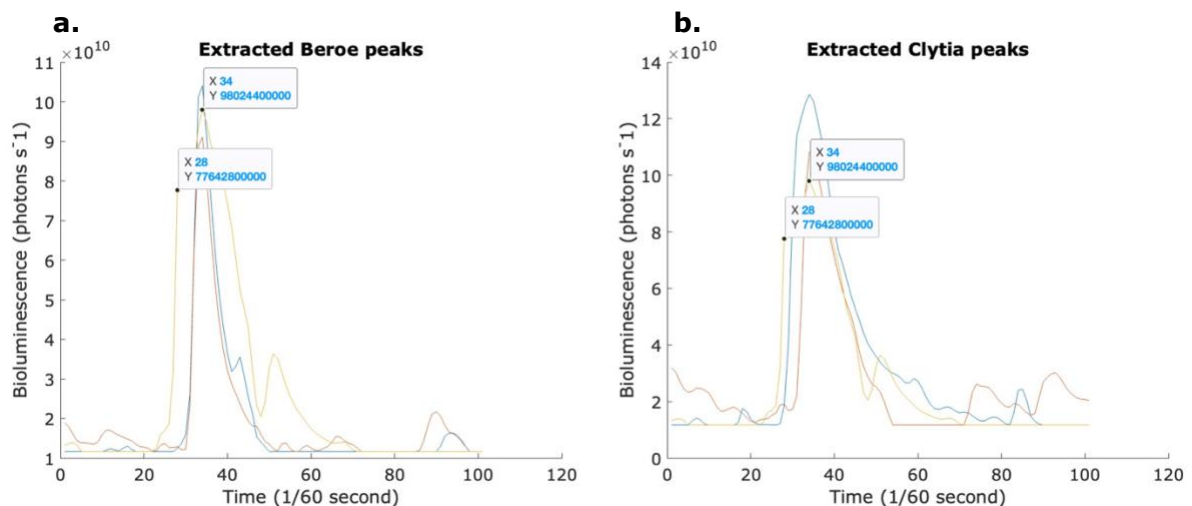 a.
Extracted Beroe peaks
×10^10
11
10
9
8
7
6
5
4
3
2
1
0
20
40
60
80
100
120
Bioluminescence (photons s^-1)
Time (1/60 second)
X 34
Y 98024400000
X 28
Y 77642800000
b.
Extracted Clytia peaks
×10^10
14
12
10
8
6
4
2
0
0
20
40
60
80
100
120
Bioluminescence (photons s^-1)
Time (1/60 second)
X 34
Y 98024400000
X 28
Y 77642800000